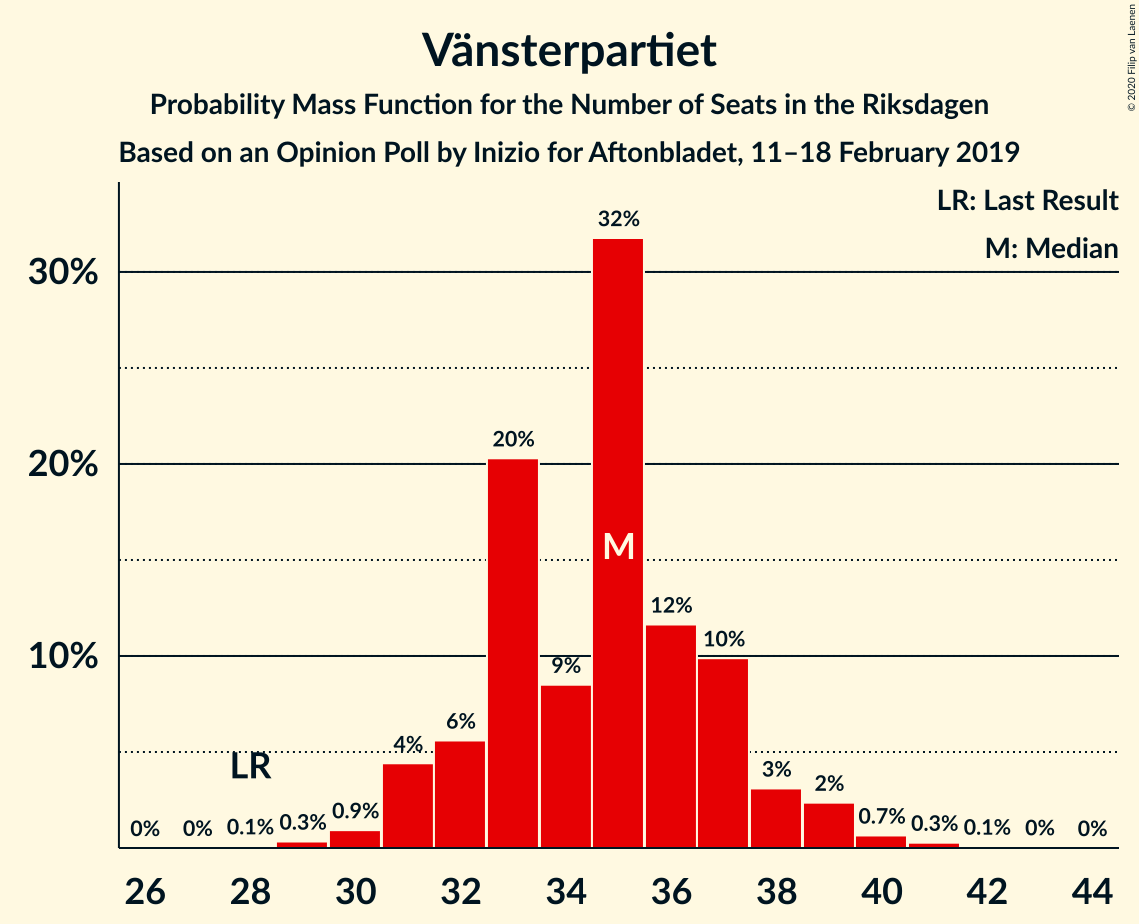 Vänsterpartiet
Probability Mass Function for the Number of Seats in the Riksdagen
Based on an Opinion Poll by Inizio for Aftonbladet, 11–18 February 2019
© 2020 Filip van Laenen
LR: Last Result
M: Median
30%
20%
10%
0%
0%
0.1%
0.3%
0.9%
4%
6%
20%
9%
32%
12%
10%
3%
2%
0.7%
0.3%
0.1%
0%
0%
LR
M
26 28 30 32 34 36 38 40 42 44